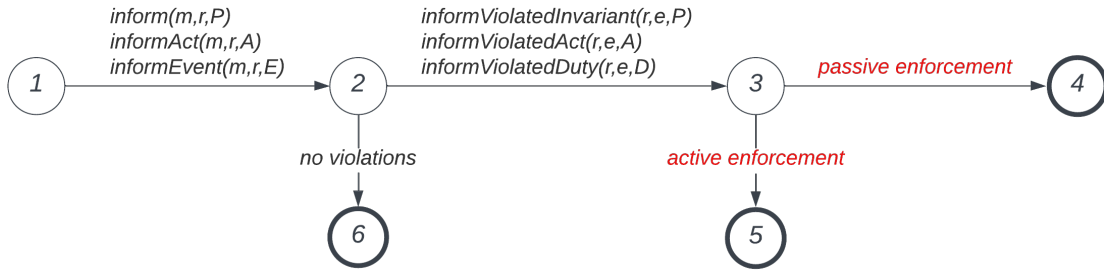 inform(m,r,P)
informAct(m,r,A)
informEvent(m,r,E)
informViolatedInvariant(r,e,P)
informViolatedAct(r,e,A)
informViolatedDuty(r,e,D)
1
2
3
passive enforcement
4
no violations
active enforcement
6
5